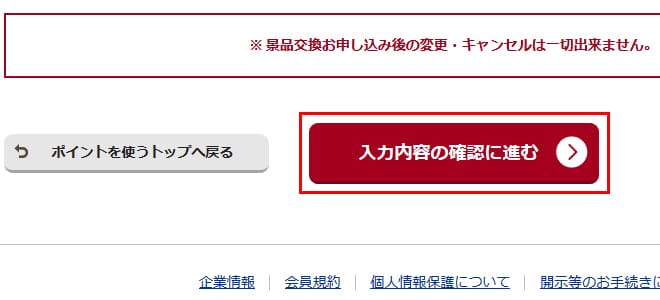 ※ 景品交換お申し込み後の変更・キャンセルは一切出来ません。
ポイントを使うトップへ戻る
入力内容の確認に進む
企業情報 | 会員規約 | 個人情報保護について | 開示等のお手続きに